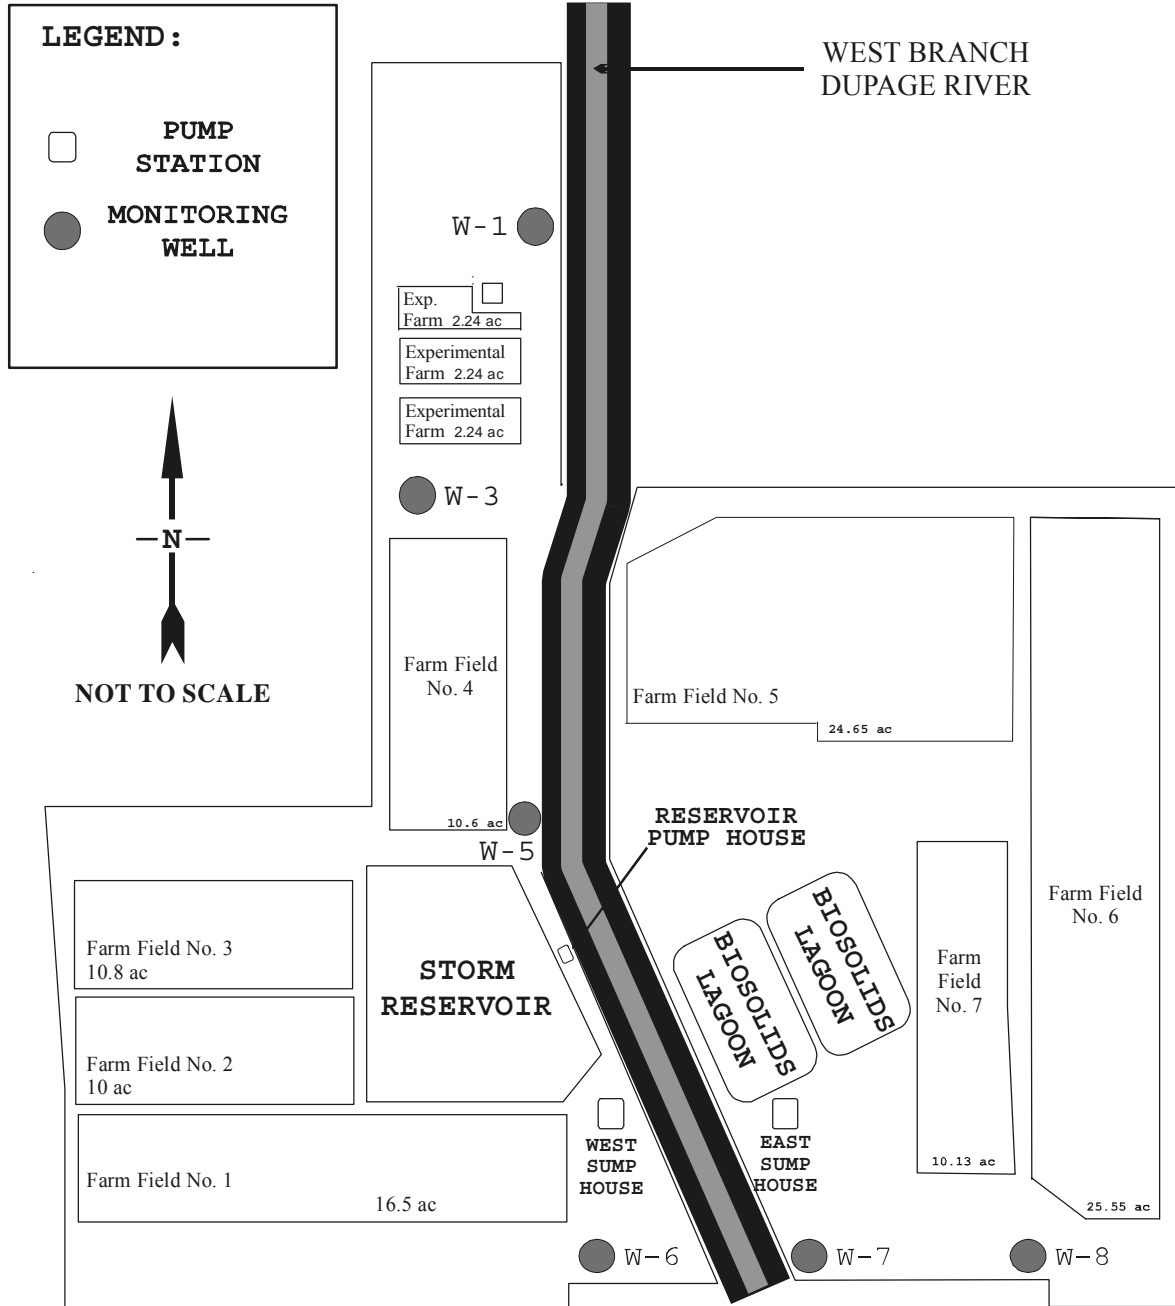 LEGEND:
PUMP
STATION
MONITORING
WELL
WEST BRANCH
DUPAGE RIVER
W-1
Exp.
Farm 2.24 ac
Experimental
Farm 2.24 ac
Experimental
Farm 2.24 ac
W-3
N
NOT TO SCALE
Farm Field
No. 4
10.6 ac
Farm Field No. 5
24.65 ac
W-5
RESERVOIR
PUMP HOUSE
Farm Field
No. 6
25.55 ac
Farm Field No. 3
10.8 ac
STORM
RESERVOIR
BIOSOLIDS
LAGOON
BIOSOLIDS
LAGOON
Farm
Field
No. 7
10.13 ac
Farm Field No. 2
10 ac
Farm Field No. 1
16.5 ac
WEST
SUMP
HOUSE
EAST
SUMP
HOUSE
W-6
W-7
W-8